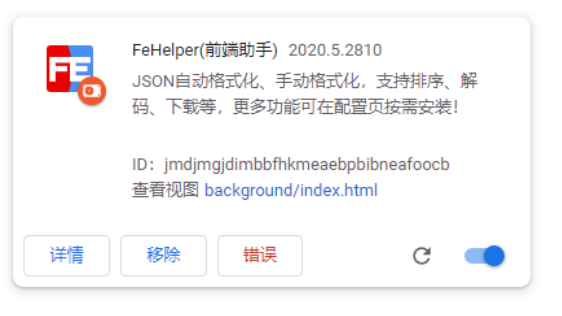 FE
FeHelper(前端助手) 2020.5.2810
JSON自动格式化、手动格式化，支持排序、解
码、下载等，更多功能可在配置页按需安装!
ID：jmdjmgjdimbbfhkmeaebpbibneafoocb
查看视图 background/index.html
详情 移除 错误